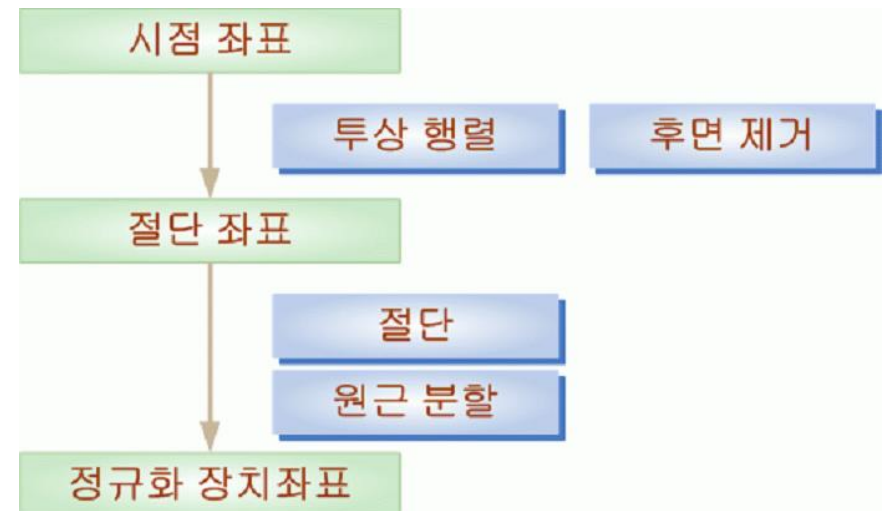 시점 좌표
투상 행렬
후면 제거
절단 좌표
절단
원근 분할
정규화 장치좌표